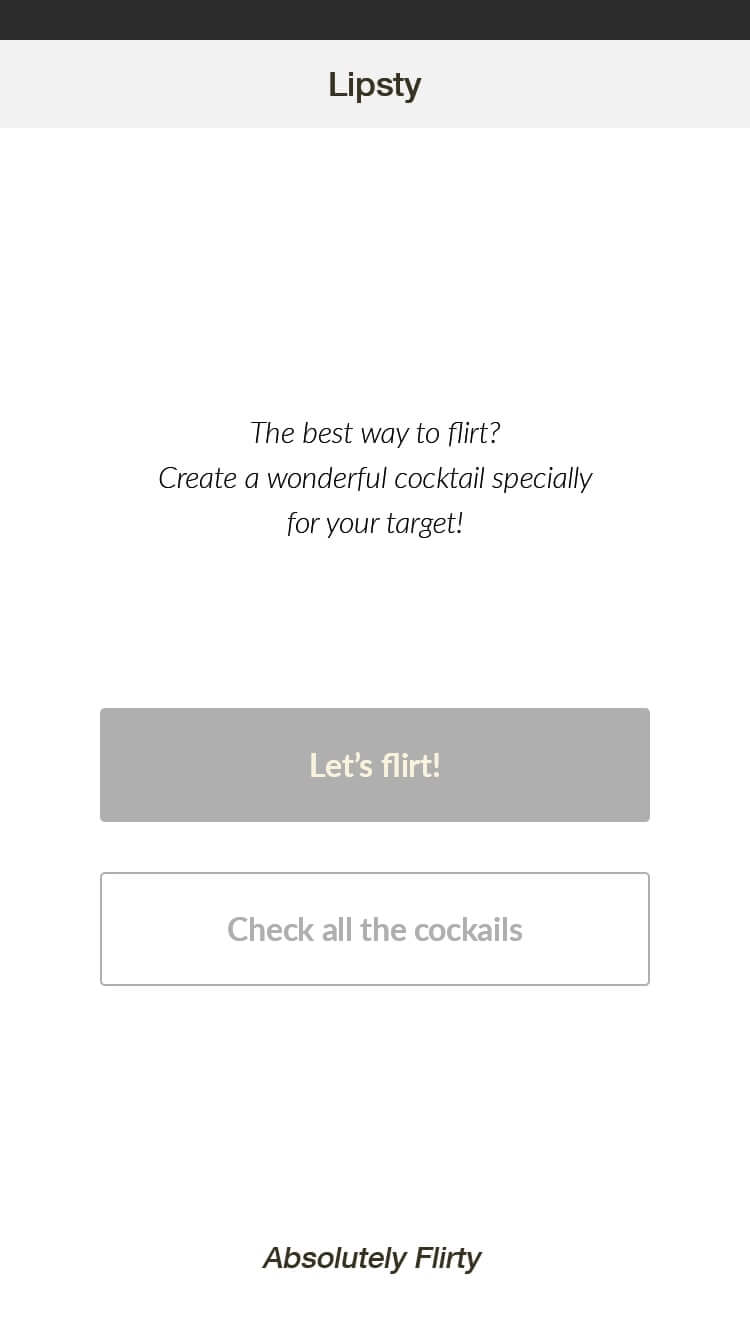 Lipsty
The best way to flirt?
Create a wonderful cocktail specially
for your target!
Let’s flirt!
Check all the cockails
Absolutely Flirty